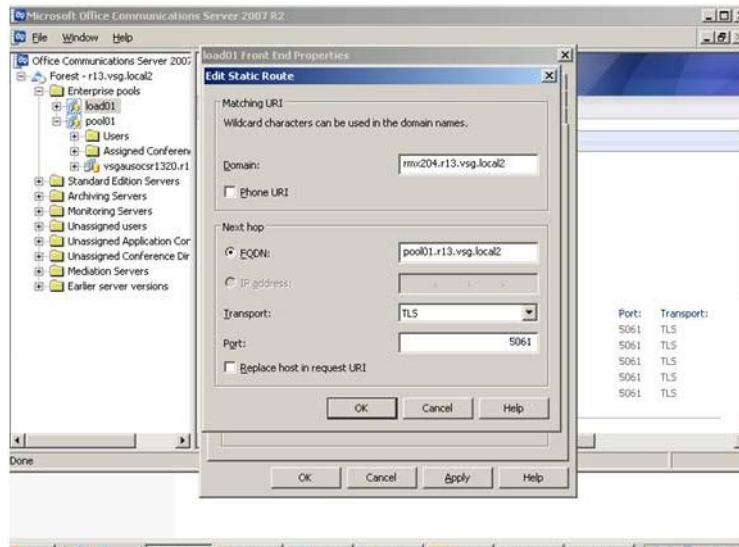 Microsoft Office Communications Server 2007 R2
File Window Help
Office Communications Server 2007
Forest - r13.vsg.local2
Enterprise pools
load01
pool01
Users
Assigned Conferen
vsgausocsr1320.r1
Standard Edition Servers
Archiving Servers
Monitoring Servers
Unassigned users
Unassigned Application Cor
Unassigned Conference Dir
Mediation Servers
Earlier server versions
Done
load01 Front End Properties
Edit Static Route
Matching URI
Wildcard characters can be used in the domain names.
Domain: rmx204.r13.vsg.local2
Phone URI
Next hop
FQDN: pool01.r13.vsg.local2
IP address:
Transport: TLS
Port: 5061
Replace host in request URI
OK Cancel Help
OK Cancel Apply Help
Port: Transport:
5061 TLS
5061 TLS
5061 TLS
5061 TLS
5061 TLS